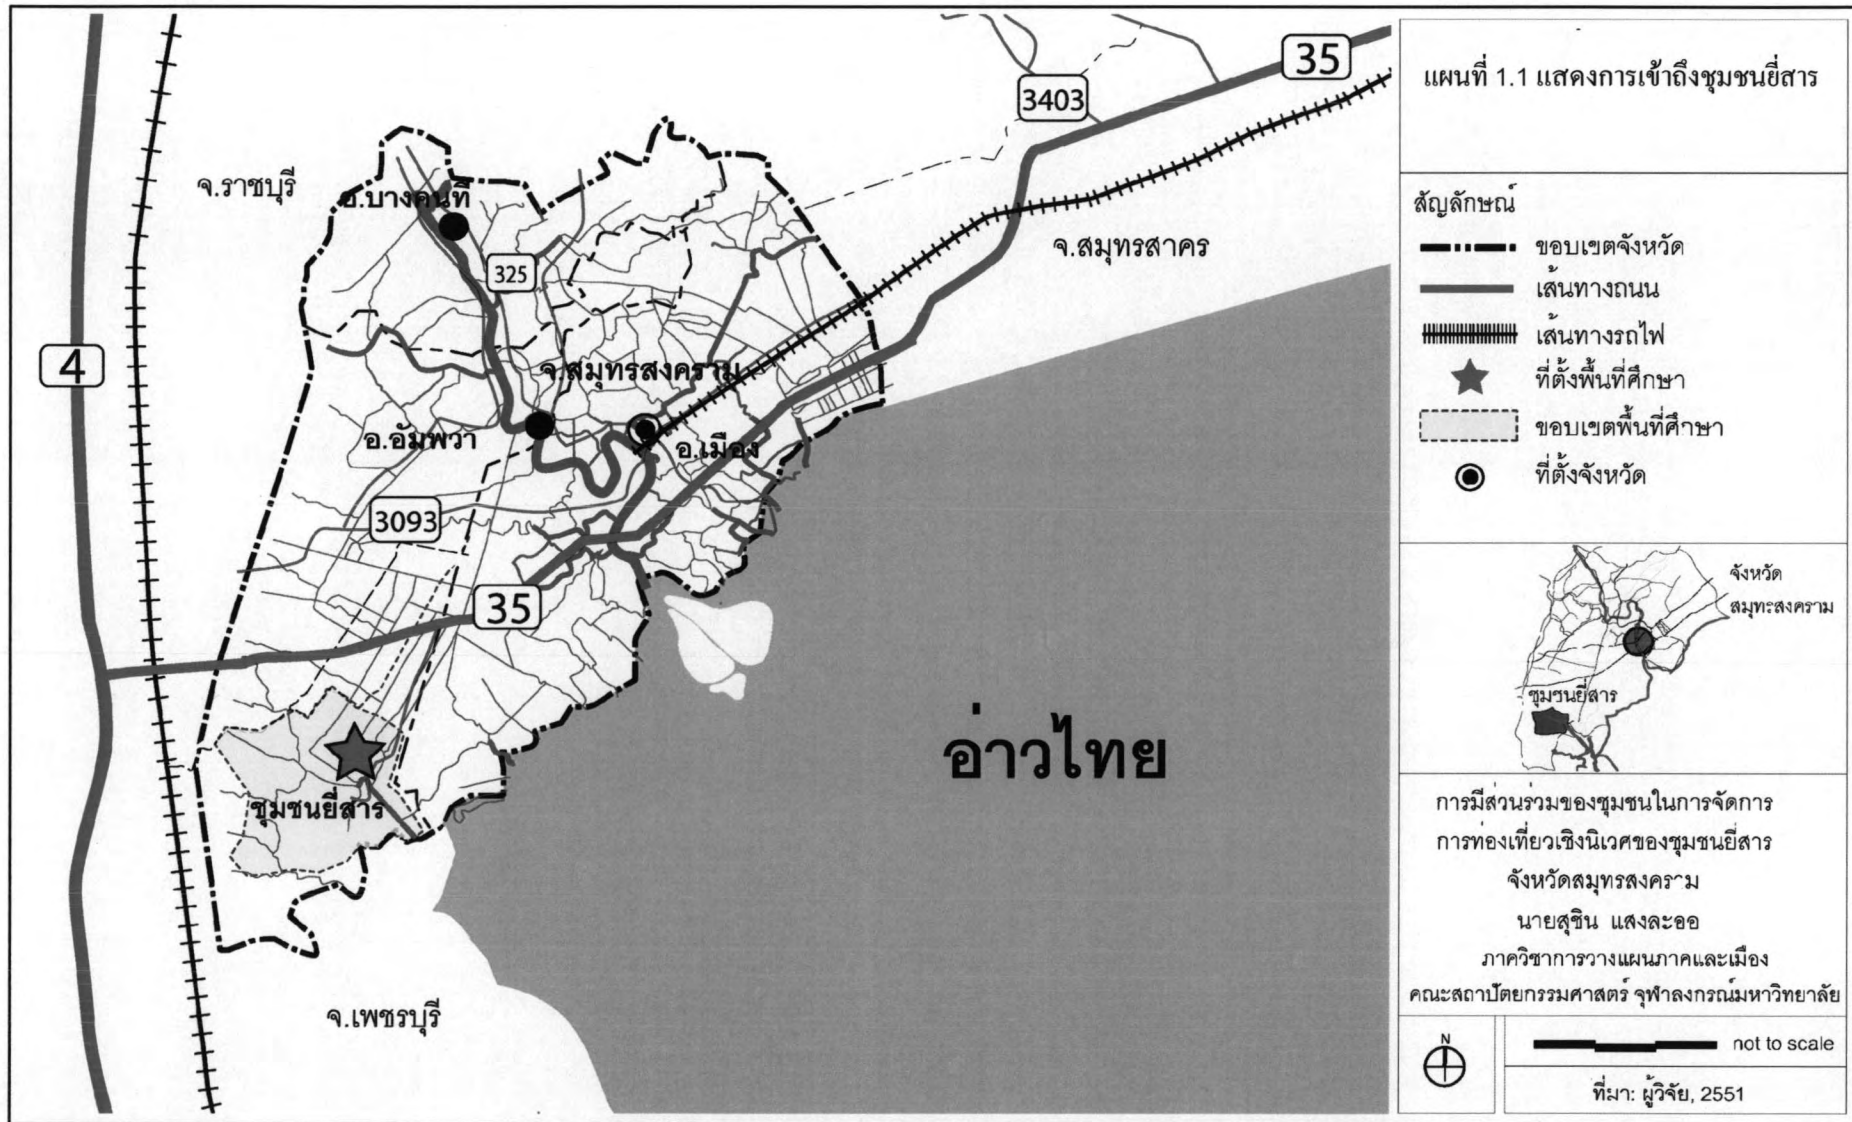 35
3403
จ.ราชบุรี
อ.บางคนที
325
จ.สมุทรสาคร
4
จ.สมุทรสงคราม
อ.อัมพวา
อ.เมือง
3093
35
อ่าวไทย
ชุมชนยี่สาร
จ.เพชรบุรี
แผนที่ 1.1 แสดงการเข้าถึงชุมชนยี่สาร
สัญลักษณ์
ขอบเขตจังหวัด
เส้นทางถนน
เส้นทางรถไฟ
ที่ตั้งพื้นที่ศึกษา
ขอบเขตพื้นที่ศึกษา
ที่ตั้งจังหวัด
จังหวัด
สมุทะสงคราม
ชุมชนยี่สาร
การมีส่วนร่วมของชุมชนในการจัดการ
การท่องเที่ยวเชิงนิเวศของชุมชนยี่สาร
จังหวัดสมุทรสงคราม
นายสุชิน แสงละออ
ภาควิชาการวางแผนภาคและเมือง
คณะสถาปัตยกรรมศาสตร์ จุฬาลงกรณ์มหาวิทยาลัย
N
not to scale
ที่มา: ผู้วิจัย, 2551